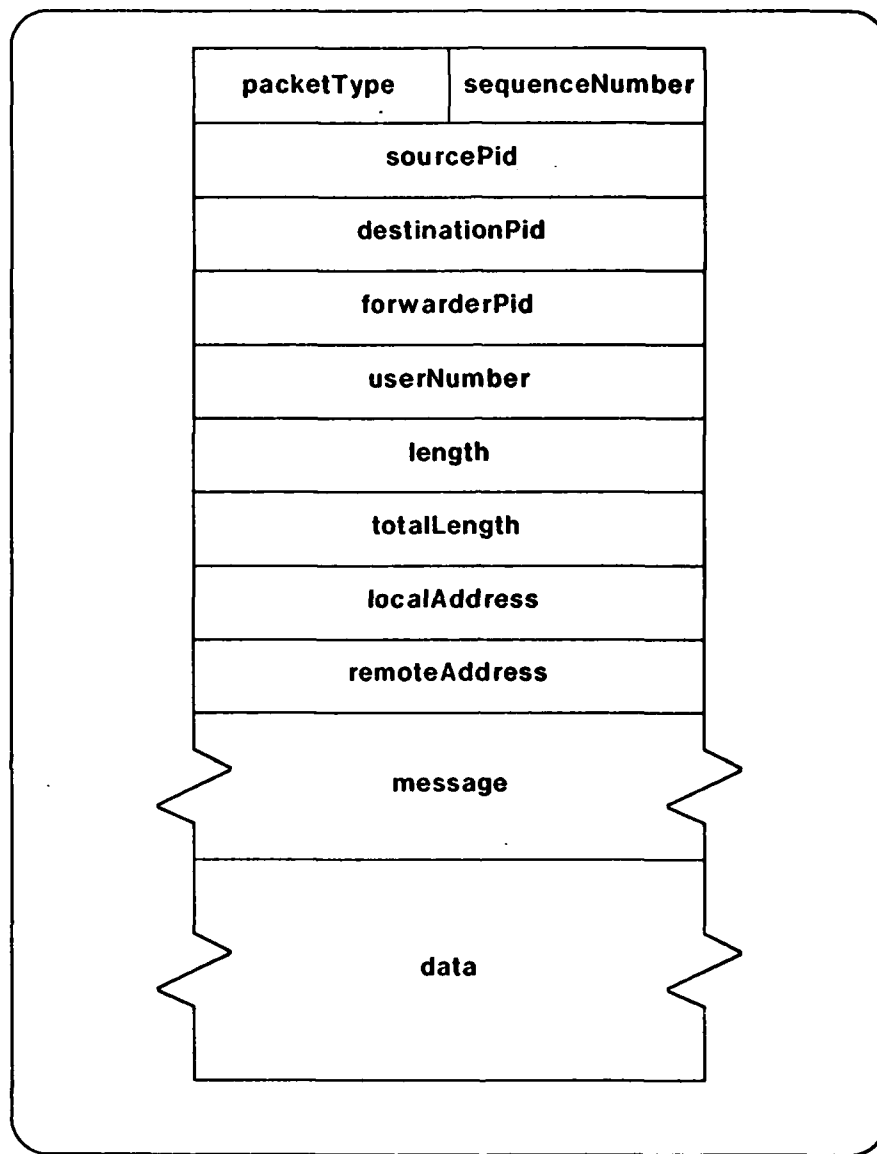 packetType sequenceNumber
sourcePid
destinationPid
forwarderPid
userNumber
length
totalLength
localAddress
remoteAddress
message
data